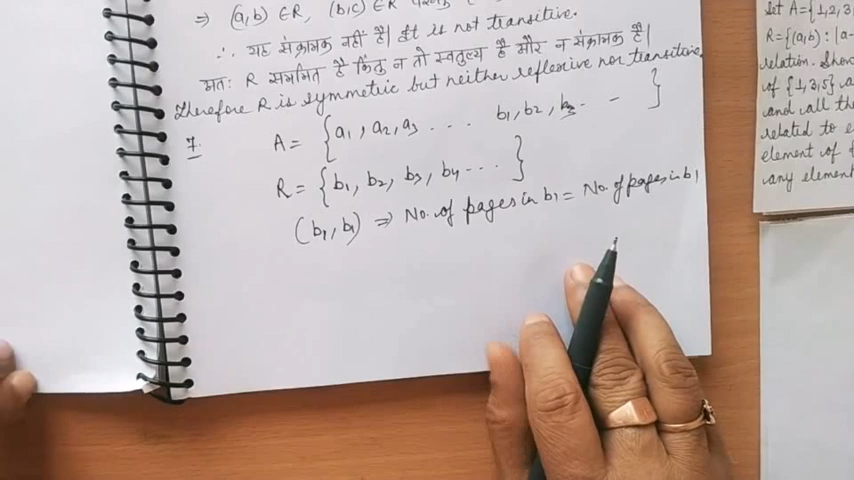 ⇒ (a,b) ∈R, (b,c) ∈R
∴ यह संक्रामक नहीं है। It is not transitive.
अतः R सममित है किंतु न तो स्वतुल्य है और न संक्रामक है।
Therefore R is symmetric but neither reflexive nor transitive.
7. A = { a1, a2, a3 .... b1, b2, b3.. - }
R = { b1, b2, b3, b4,... }
(b1, b1) ⇒ No. of pages in b1 = No. of pages in b1
Set A={1,2,3,
R={(a,b) : |a-
relation. Show
of {1,3,5} a
and all the
related to e
element of {
any element